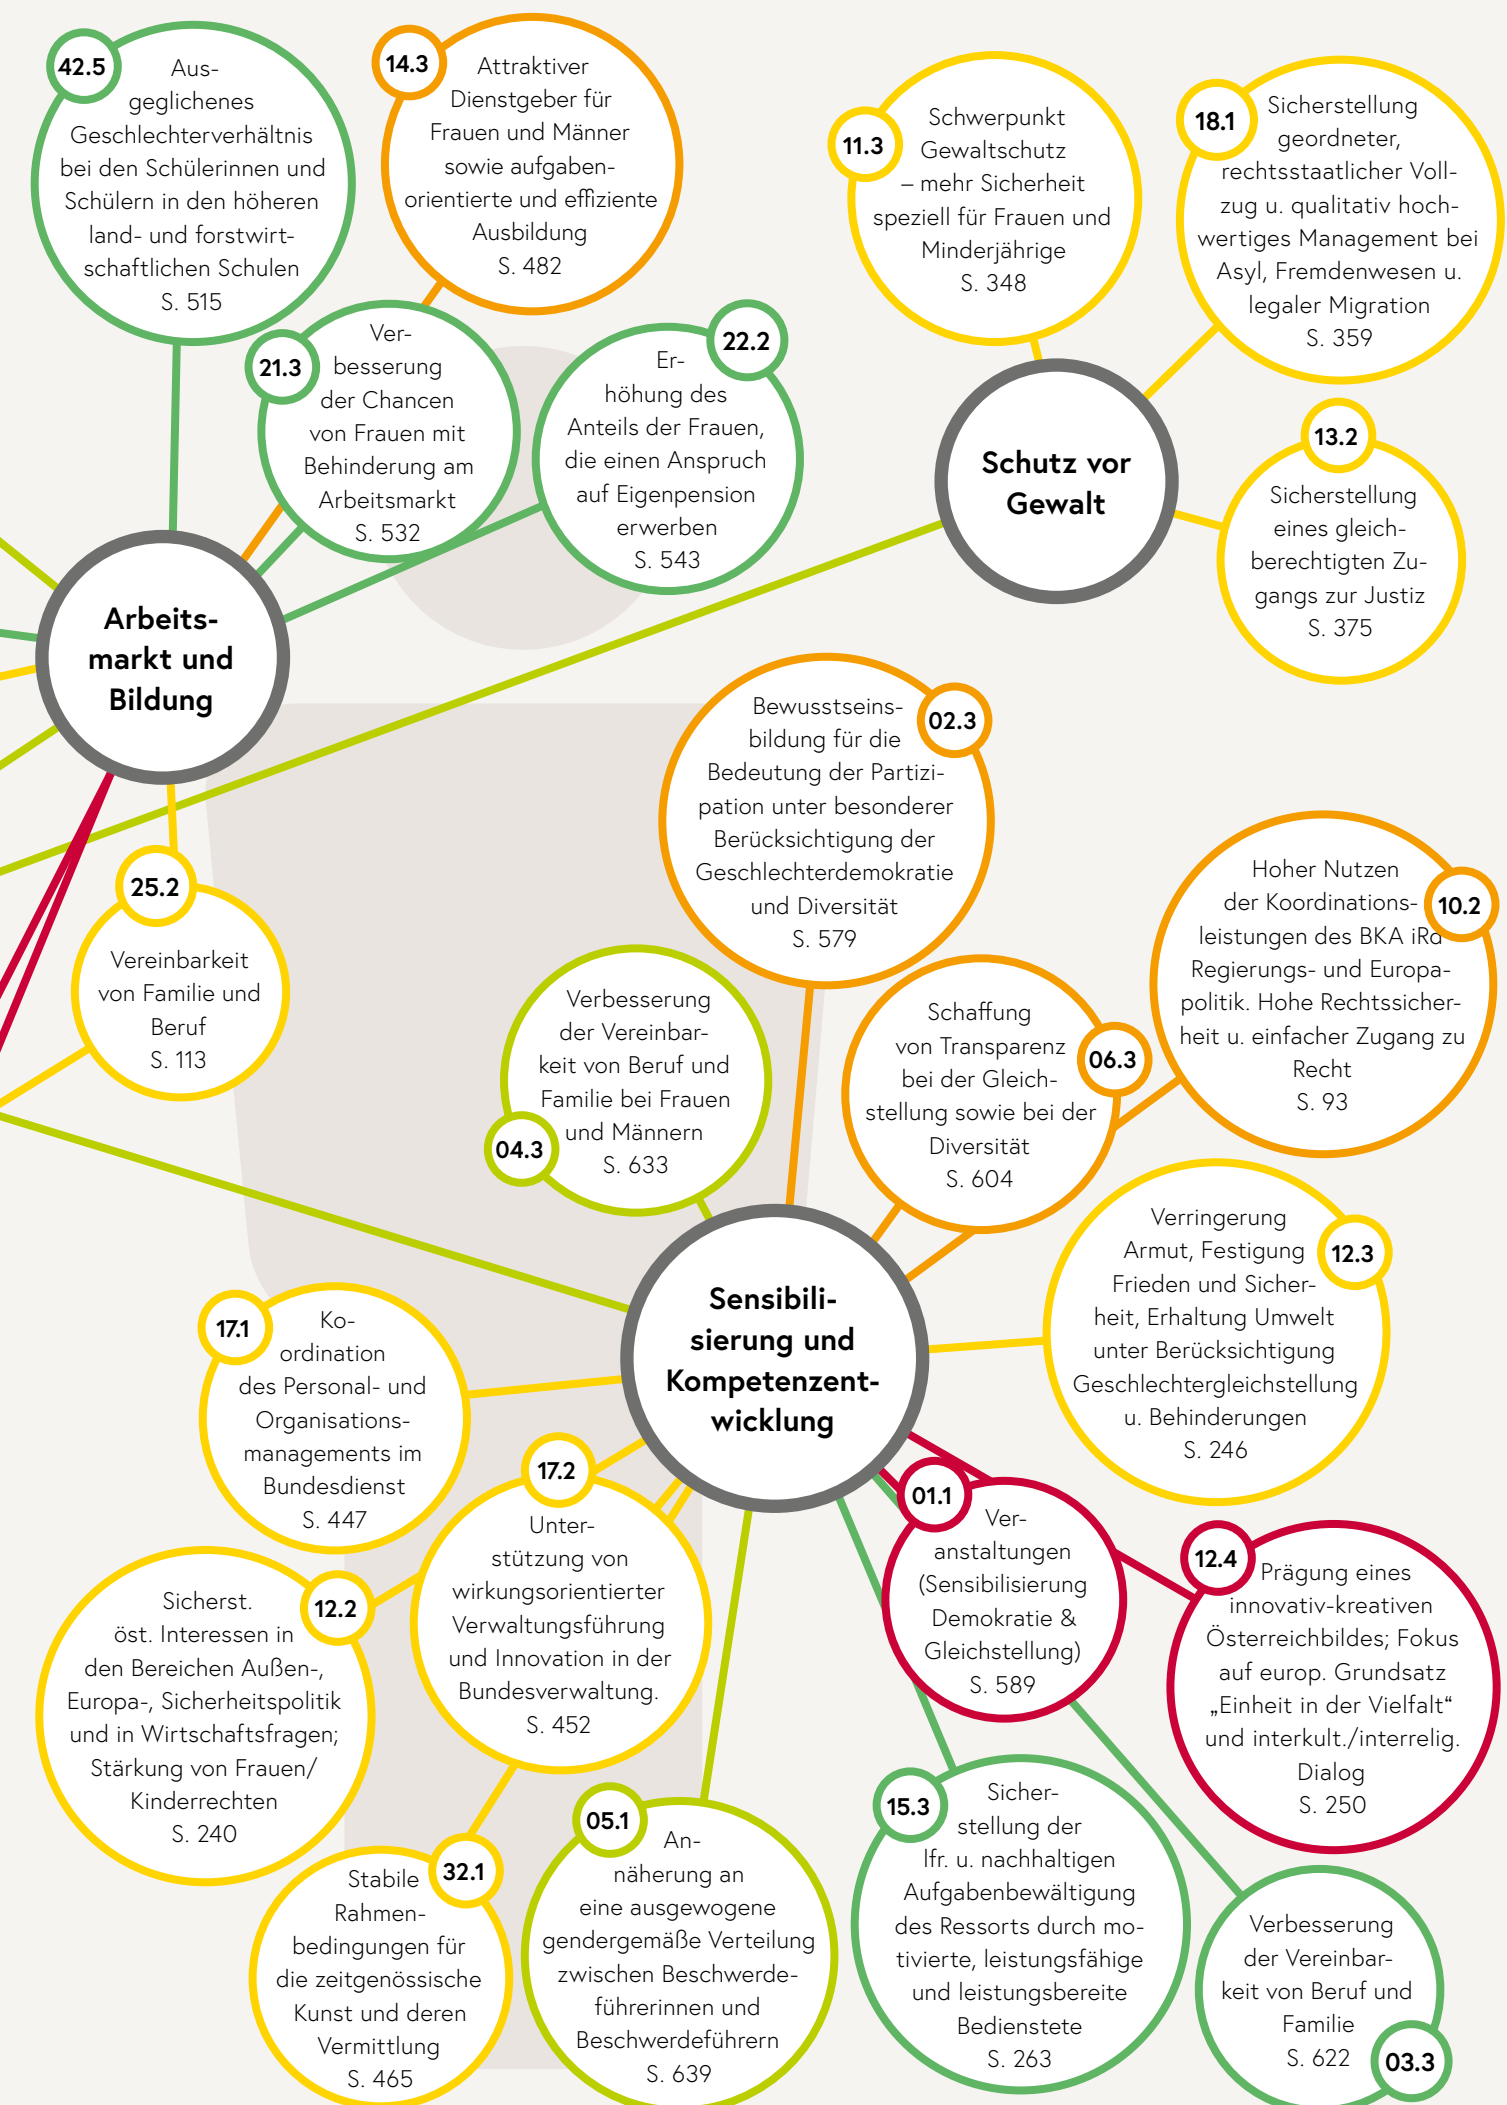 42.5
Aus-
geglichenes
Geschlechterverhältnis
bei den Schülerinnen und
Schülern in den höheren
land- und forstwirt-
schaftlichen Schulen
S. 515
14.3
Attraktiver
Dienstgeber für
Frauen und Männer
sowie aufgaben-
orientierte und effiziente
Ausbildung
S. 482
11.3
Schwerpunkt
Gewaltschutz
– mehr Sicherheit
speziell für Frauen und
Minderjährige
S. 348
18.1
Sicherstellung
geordneter,
rechtsstaatlicher Voll-
zug u. qualitativ hoch-
wertiges Management bei
Asyl, Fremdenwesen u.
legaler Migration
S. 359
21.3
Ver-
besserung
der Chancen
von Frauen mit
Behinderung am
Arbeitsmarkt
S. 532
22.2
Er-
höhung des
Anteils der Frauen,
die einen Anspruch
auf Eigenpension
erwerben
S. 543
Schutz vor
Gewalt
13.2
Sicherstellung
eines gleich-
berechtigten Zu-
gangs zur Justiz
S. 375
Arbeits-
markt und
Bildung
02.3
Bewusstseins-
bildung für die
Bedeutung der Partizi-
pation unter besonderer
Berücksichtigung der
Geschlechterdemokratie
und Diversität
S. 579
25.2
Vereinbarkeit
von Familie und
Beruf
S. 113
10.2
Hoher Nutzen
der Koordinations-
leistungen des BKA iRd
Regierungs- und Europa-
politik. Hohe Rechtssicher-
heit u. einfacher Zugang zu
Recht
S. 93
04.3
Verbesserung
der Vereinbar-
keit von Beruf und
Familie bei Frauen
und Männern
S. 633
06.3
Schaffung
von Transparenz
bei der Gleich-
stellung sowie bei der
Diversität
S. 604
12.3
Verringerung
Armut, Festigung
Frieden und Sicher-
heit, Erhaltung Umwelt
unter Berücksichtigung
Geschlechtergleichstellung
u. Behinderungen
S. 246
Sensibili-
sierung und
Kompetenzent-
wicklung
17.1
Ko-
ordination
des Personal- und
Organisations-
managements im
Bundesdienst
S. 447
17.2
Unter-
stützung von
wirkungsorientierter
Verwaltungsführung
und Innovation in der
Bundesverwaltung.
S. 452
01.1
Ver-
anstaltungen
(Sensibilisierung
Demokratie &
Gleichstellung)
S. 589
12.4
Prägung eines
innovativ-kreativen
Österreichbildes; Fokus
auf europ. Grundsatz
„Einheit in der Vielfalt“
und interkult./interrelig.
Dialog
S. 250
12.2
Sicherst.
öst. Interessen in
den Bereichen Außen-,
Europa-, Sicherheitspolitik
und in Wirtschaftsfragen;
Stärkung von Frauen/
Kinderrechten
S. 240
32.1
Stabile
Rahmen-
bedingungen für
die zeitgenössische
Kunst und deren
Vermittlung
S. 465
05.1
An-
näherung an
eine ausgewogene
gendergemäße Verteilung
zwischen Beschwerde-
führerinnen und
Beschwerdeführern
S. 639
15.3
Sicher-
stellung der
lfr. u. nachhaltigen
Aufgabenbewältigung
des Ressorts durch mo-
tivierte, leistungsfähige
und leistungsbereite
Bedienstete
S. 263
Verbesserung
der Vereinbar-
keit von Beruf und
Familie
S. 622
03.3